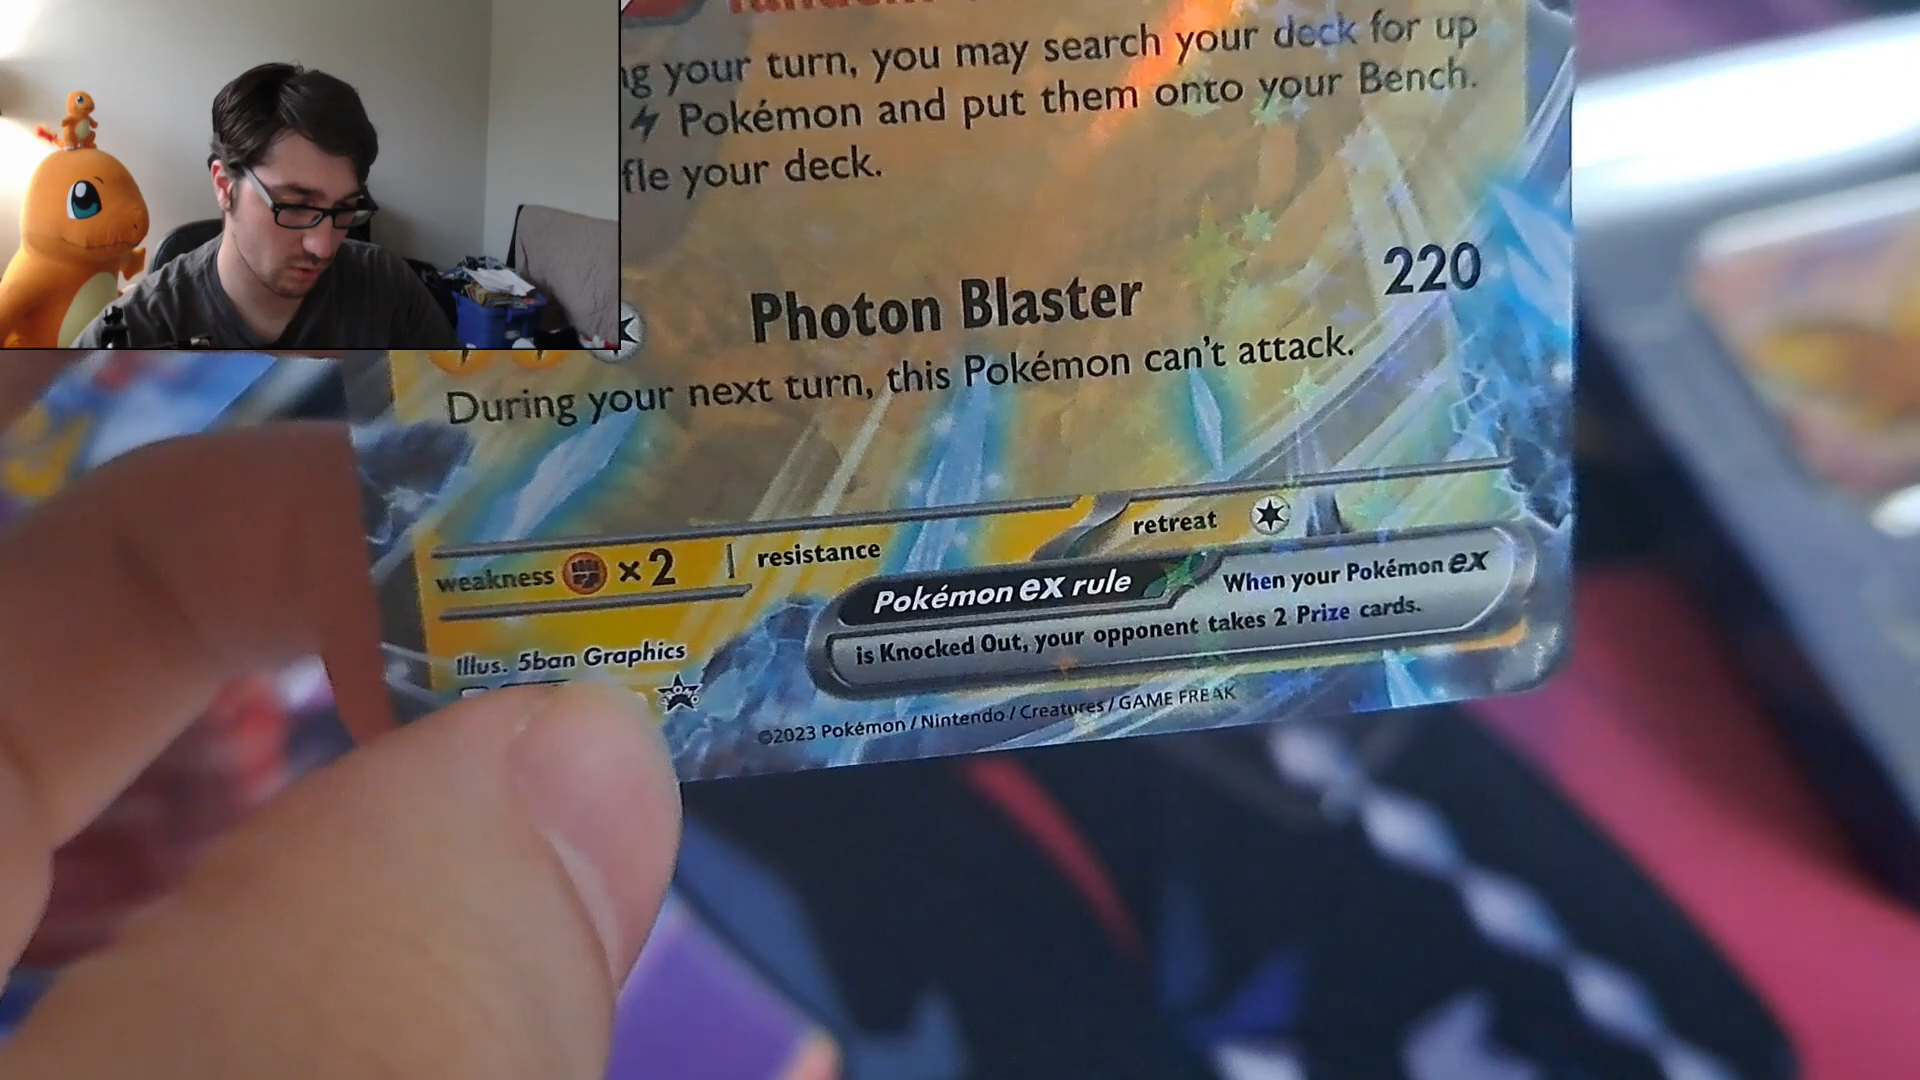 g your turn, you may search your deck for up
Pokémon and put them onto your Bench.
fle your deck.
Photon Blaster 220
During your next turn, this Pokémon can't attack.
weakness ×2 resistance retreat
Pokémon ex rule When your Pokémon ex
is Knocked Out, your opponent takes 2 Prize cards.
Illus. 5ban Graphics
©2023 Pokémon / Nintendo / Creatures / GAME FREAK